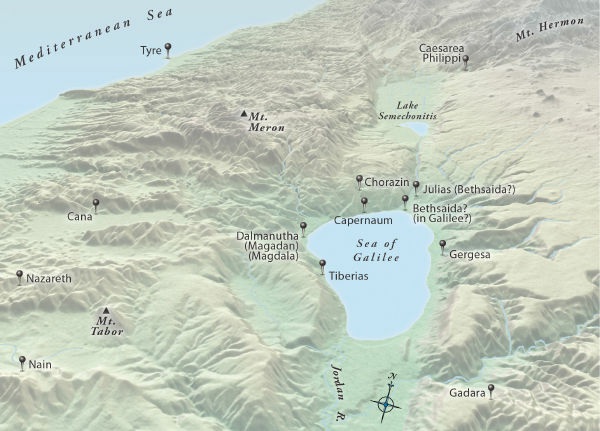 Mediterranean Sea
Mt. Hermon
Tyre
Caesarea
Philippi
Lake
Semechonitis
Mt.
Meron
Chorazin
Julias (Bethsaida?)
Cana
Capernaum
Bethsaida?
(in Galilee?)
Dalmanutha
(Magadan)
(Magdala)
Sea of
Galilee
Gergesa
Nazareth
Tiberias
Mt.
Tabor
Nain
Jordan R.
N
Gadara